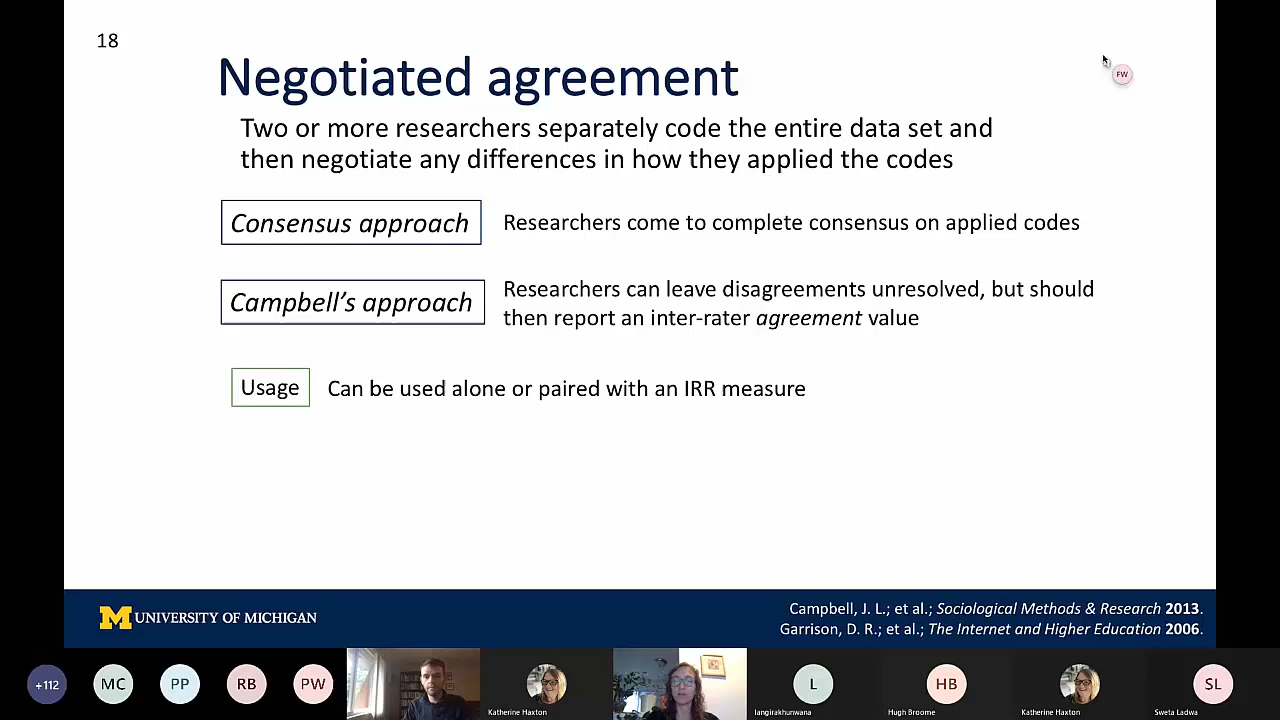 18
FW
Negotiated agreement
Two or more researchers separately code the entire data set and
then negotiate any differences in how they applied the codes
Consensus approach
Researchers come to complete consensus on applied codes
Campbell’s approach
Researchers can leave disagreements unresolved, but should
then report an inter-rater agreement value
Usage
Can be used alone or paired with an IRR measure
M UNIVERSITY OF MICHIGAN
Campbell, J. L.; et al.; Sociological Methods & Research 2013.
Garrison, D. R.; et al.; The Internet and Higher Education 2006.
+112
MC
PP
RB
PW
Katherine Haxton
L
langirakhunwana
HB
Hugh Broome
Katherine Haxton
SL
Sweta Ladwa